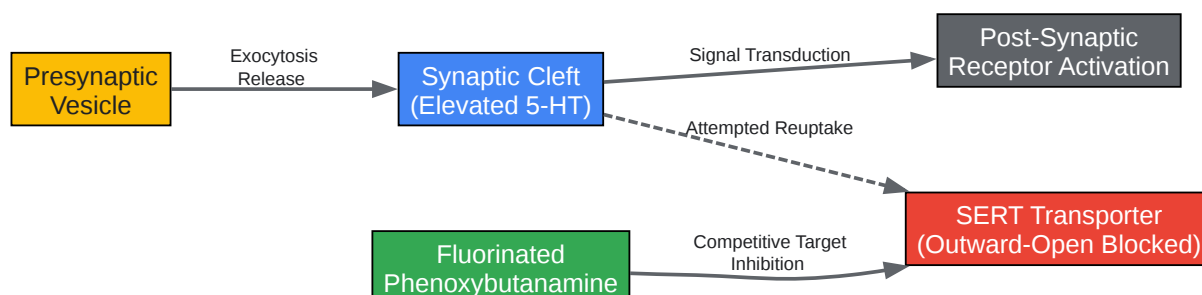 Presynaptic
Vesicle
Exocytosis
Release
Synaptic Cleft
(Elevated 5-HT)
Signal Transduction
Post-Synaptic
Receptor Activation
Attempted Reuptake
SERT Transporter
(Outward-Open Blocked)
Fluorinated
Phenoxybutanamine
Competitive Target
Inhibition